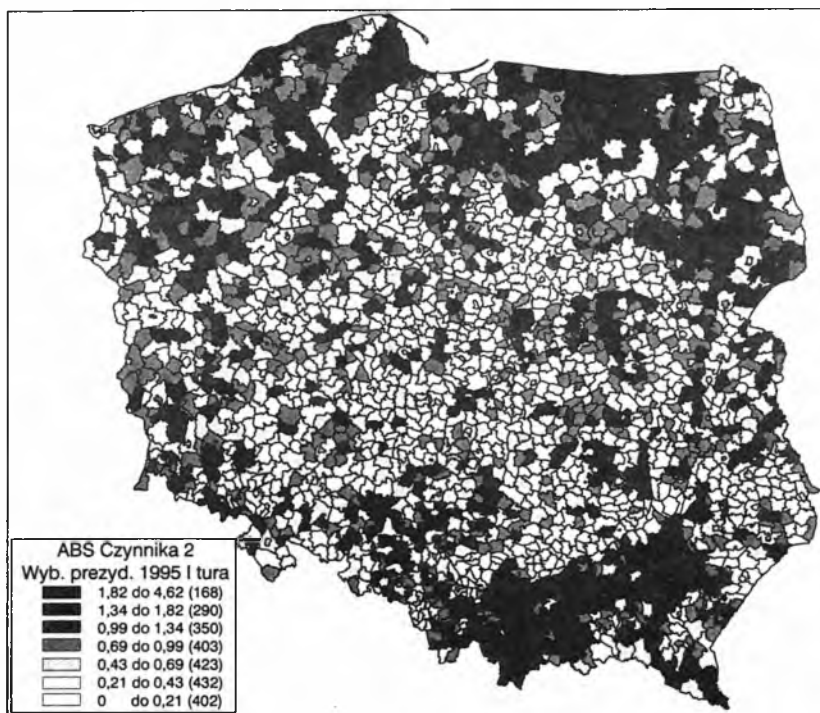 ABS Czynnika 2
Wyb. prezyd. 1995 I tura
1,82 do 4,62 (168)
1,34 do 1,82 (290)
0,99 do 1,34 (350)
0,69 do 0,99 (403)
0,43 do 0,69 (423)
0,21 do 0,43 (432)
0 do 0,21 (402)